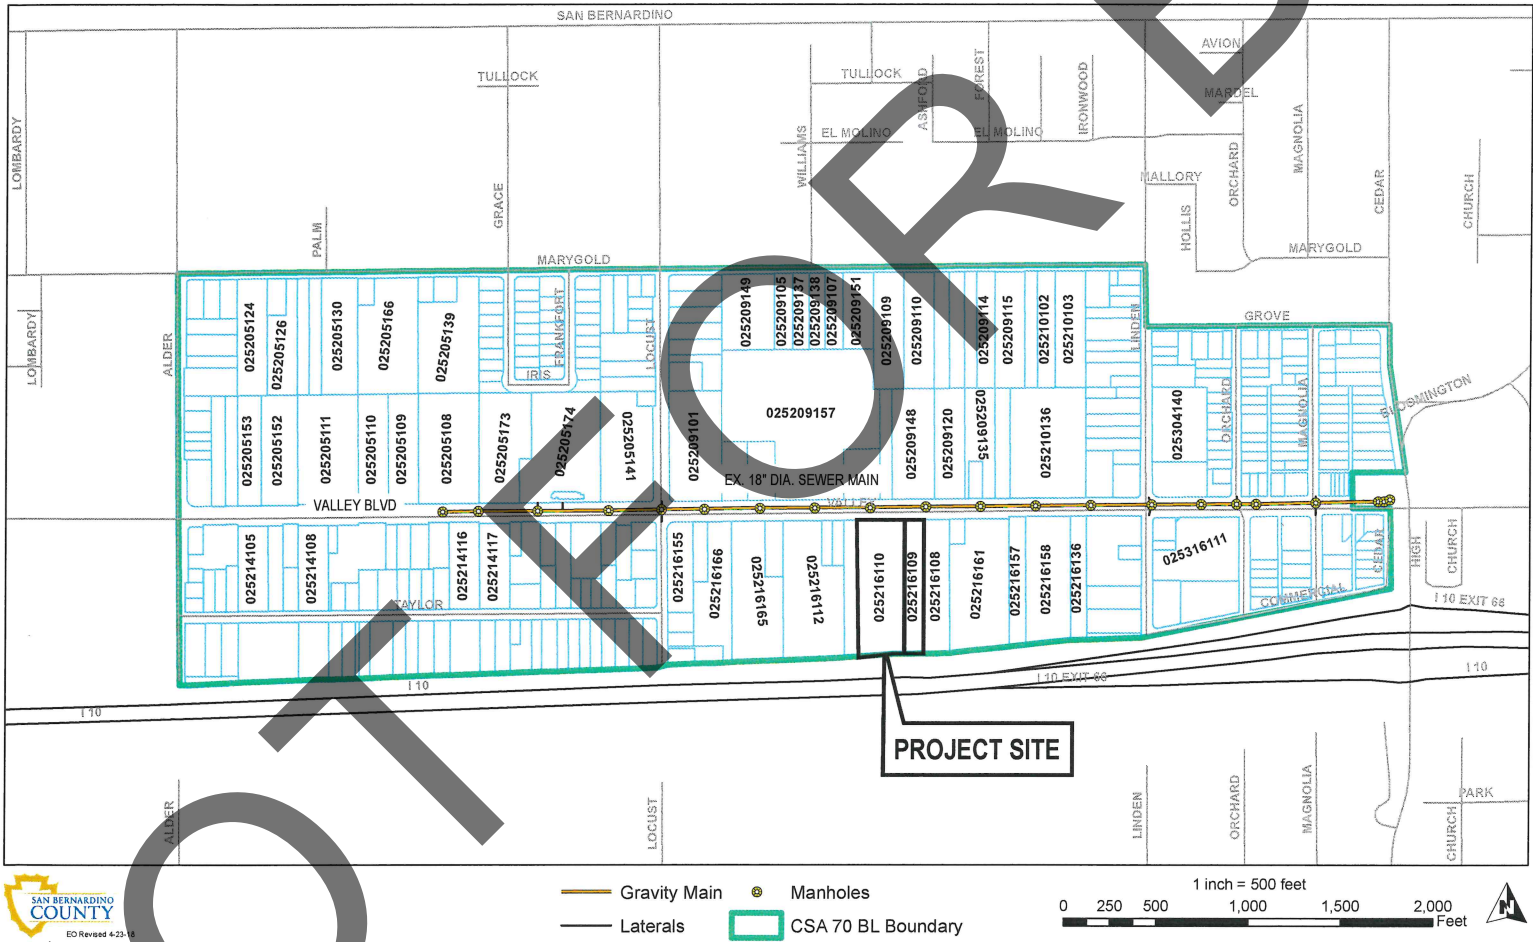 SAN BERNARDINO
AVION
TULLOCK
TULLOCK
ASHFORD
FOREST
IRONWOOD
MARDEL
LOMBARDY
WILLIAMS
EL MOLINO
EL MOLINO
MAGNOLIA
ORCHARD
MALLORY
CEDAR
CHURCH
GRACE
PALM
HOLLIS
MARYGOLD
MARYGOLD
LOMBARDY
ALDER
025205124
025205126
025205130
025205166
025205139
FRANKFORT
IRIS
LOCUST
025209149
025209105
025209137
025209138
025209107
025209151
025209109
025209110
025209114
025209115
025210102
025210103
LINDEN
GROVE
BLOOMINGTON
025205153
025205152
025205111
025205110
025205109
025205108
025205173
025205174
025205141
025209101
025209157
025209148
025209120
025209135
025210136
025304140
ORCHARD
MAGNOLIA
EX. 18" DIA. SEWER MAIN
VALLEY BLVD
VALLEY
025214105
025214108
025214116
025214117
025216155
025216166
025216165
025216112
025216110
025216109
025216108
025216161
025216157
025216158
025216136
025316111
CEDAR
HIGH
CHURCH
TAYLOR
COMMERCIAL
I 10 EXIT 66
I 10
I 10
I 10 EXIT 66
I 10
PROJECT SITE
ALDER
LOCUST
LINDEN
ORCHARD
MAGNOLIA
PARK
CHURCH
SAN BERNARDINO
COUNTY
EO Revised 4-23-18
Gravity Main
Manholes
Laterals
CSA 70 BL Boundary
1 inch = 500 feet
0 250 500 1,000 1,500 2,000
Feet
N
OT FOR B